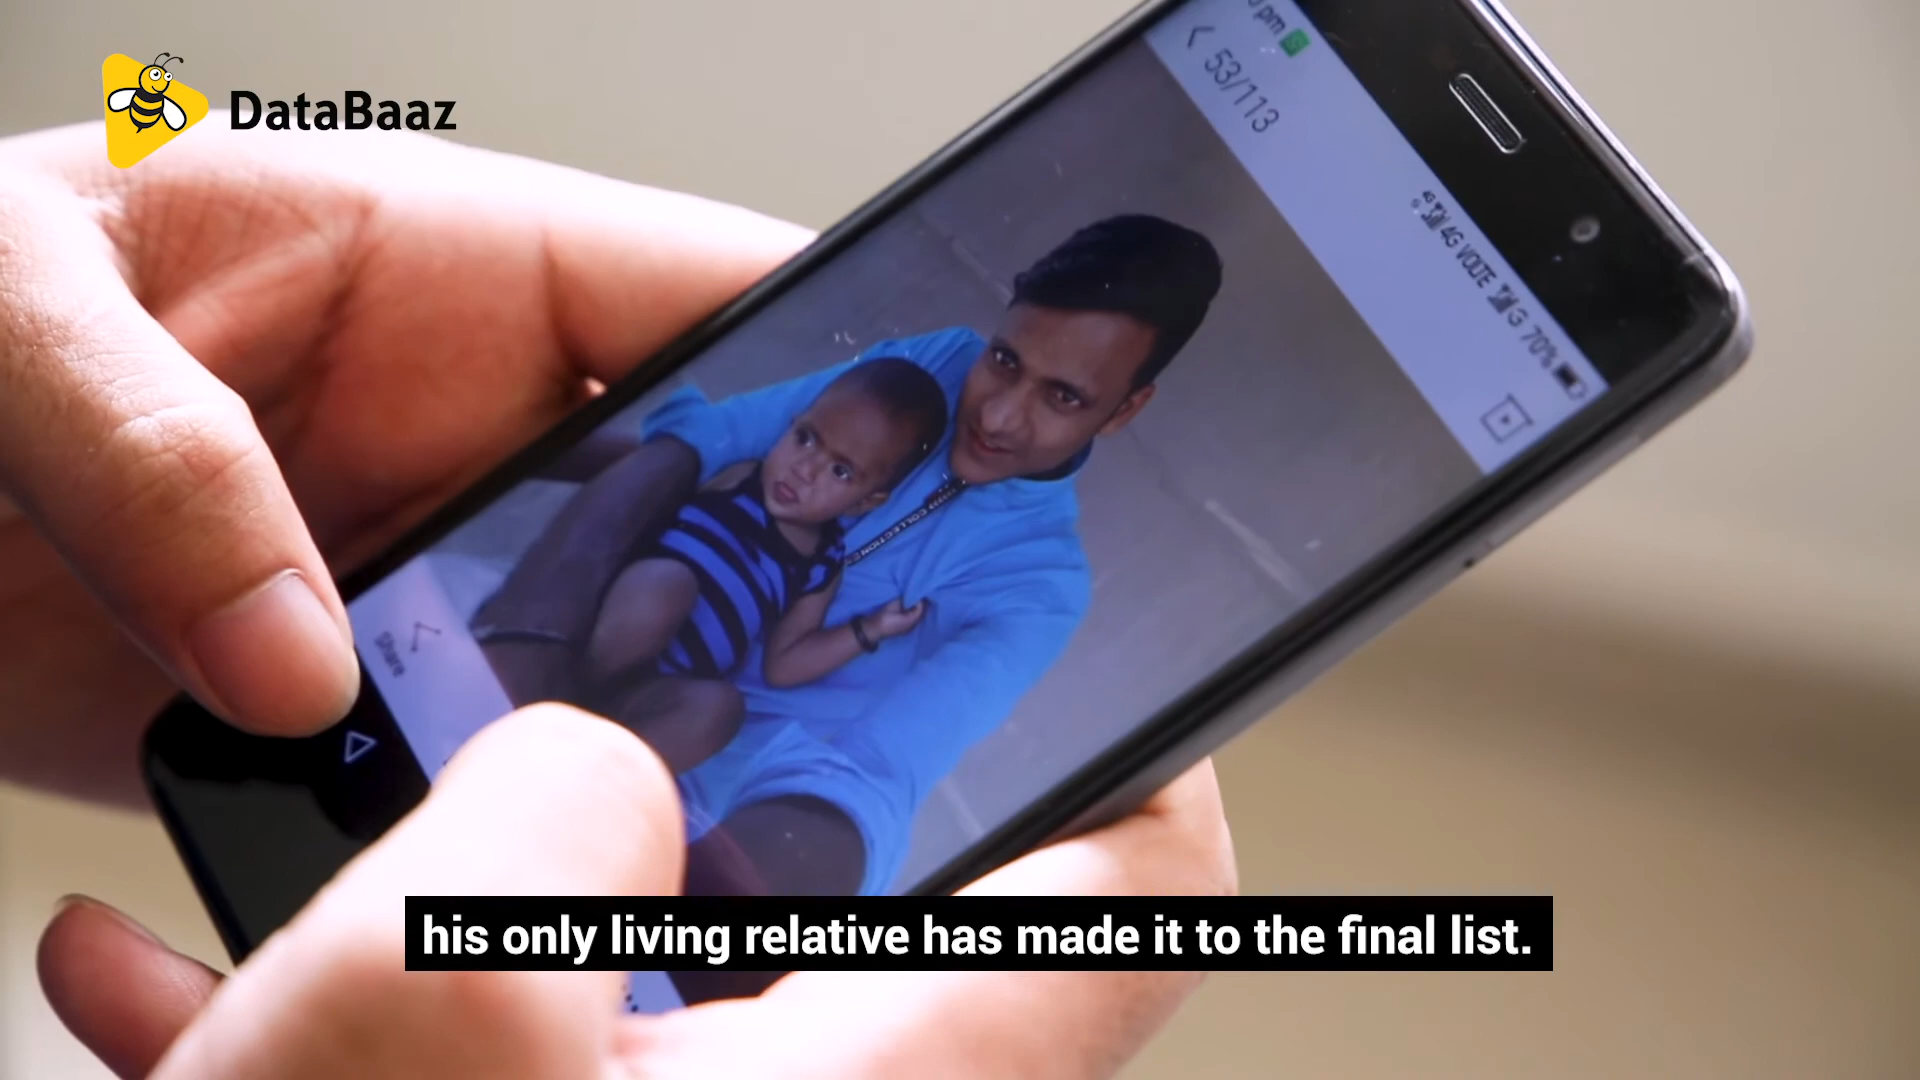 DataBaaz
53/113
4G VOLTE
G 70%
Share
his only living relative has made it to the final list.